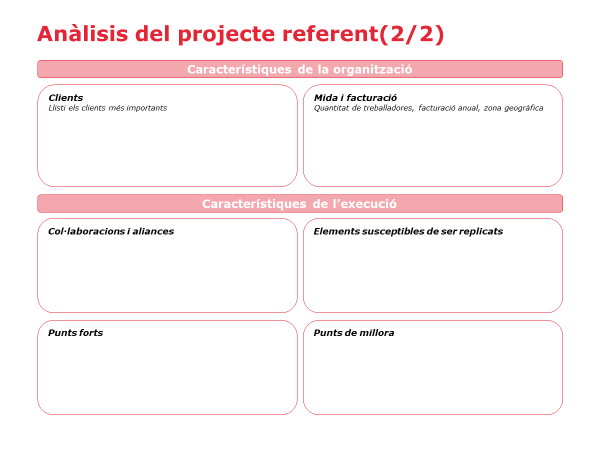 Anàlisis del projecte referent(2/2)
Característiques de la organització
Clients
Llisti els clients més importants
Mida i facturació
Quantitat de treballadores, facturació anual, zona geogràfica
Característiques de l’execució
Col·laboracions i aliances
Elements susceptibles de ser replicats
Punts forts
Punts de millora